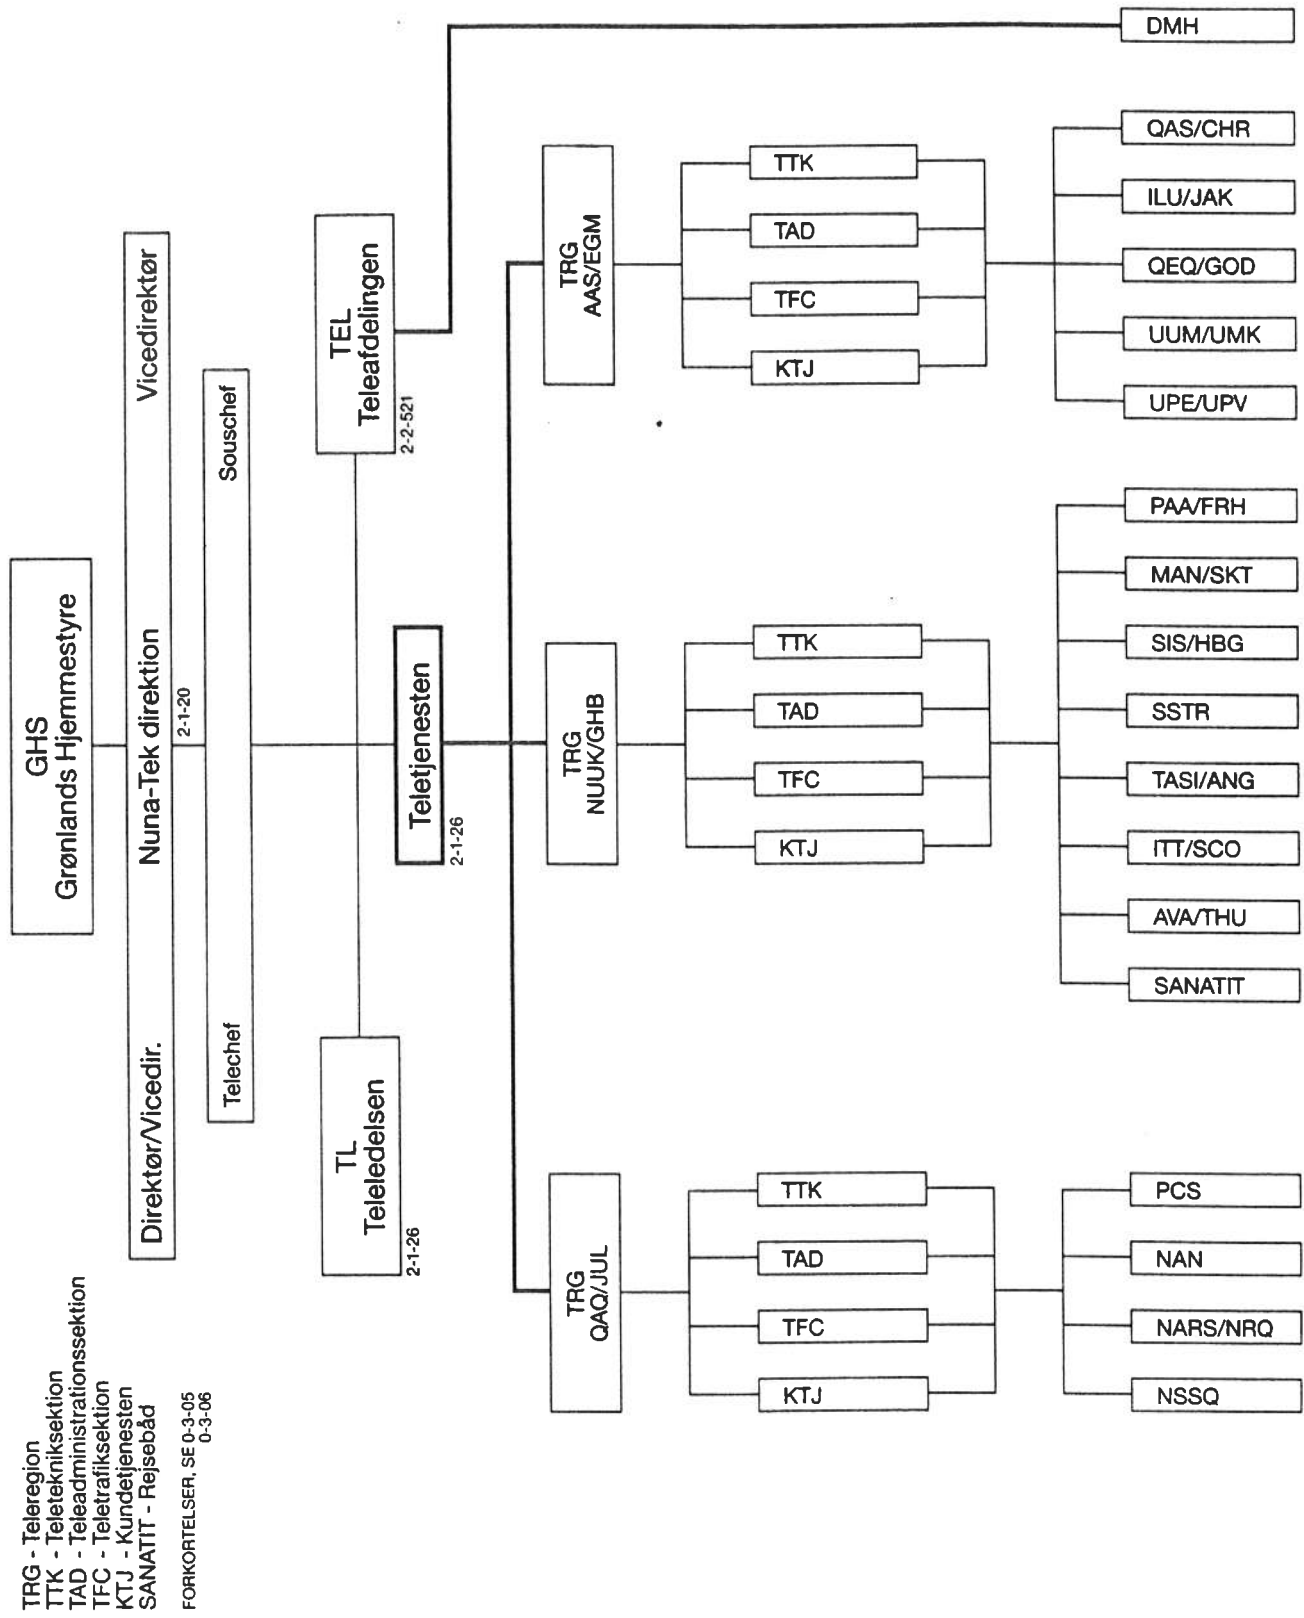 GHS
Grønlands Hjemmestyre
Direktør/Vicedir. Nuna-Tek direktion Vicedirektør
2-1-20
Telechef Souschef
TL
Teleledelsen
2-1-26
TEL
Teleafdelingen
2-2-521
Teletjenesten
2-1-26
TRG
QAQ/JUL
TRG
NUUK/GHB
TRG
AAS/EGM
KTJ
TFC
TAD
TTK
KTJ
TFC
TAD
TTK
KTJ
TFC
TAD
TTK
NSSQ
NARS/NRQ
NAN
PCS
SANATIT
AVA/THU
ITT/SCO
TASI/ANG
SSTR
SIS/HBG
MAN/SKT
PAA/FRH
UPE/UPV
UUM/UMK
QEQ/GOD
ILU/JAK
QAS/CHR
DMH
TRG - Teleregion
TTK - Teletekniksektion
TAD - Teleadministrationssektion
TFC - Teletrafiksektion
KTJ - Kundetjenesten
SANATIT - Rejsebåd
FORKORTELSER, SE 0-3-05
0-3-06